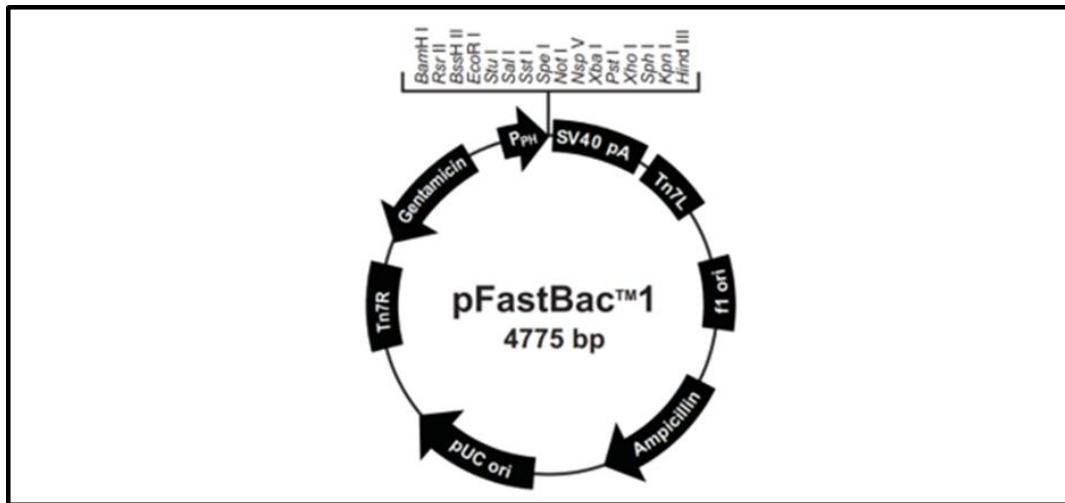 BamH I
Rsr II
BssH II
EcoR I
Stu I
Sal I
Sst I
Spe I
Not I
Nsp V
Xba I
Pst I
Xho I
Sph I
Kpn I
Hind III
PPH
SV40 pA
Tn7L
f1 ori
Ampicillin
pUC ori
Tn7R
Gentamicin
pFastBac™1
4775 bp